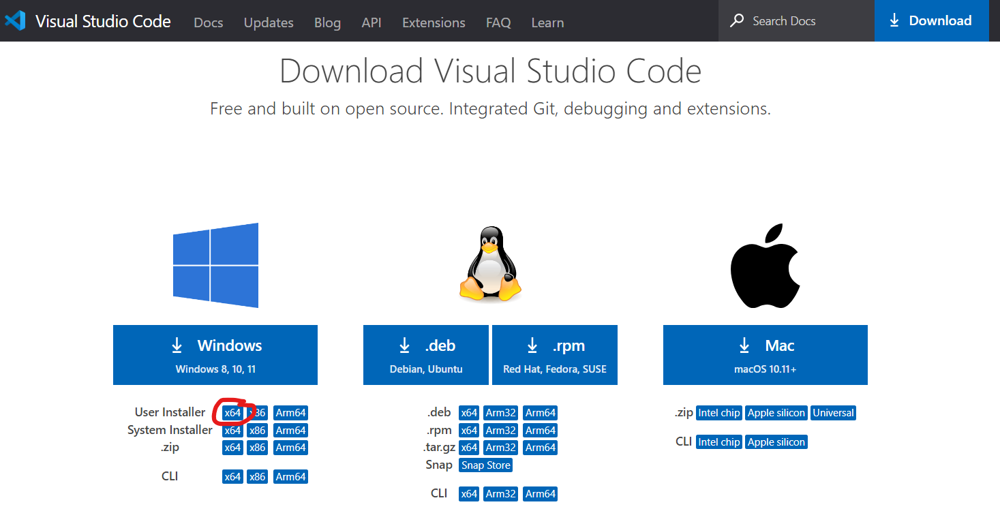 Visual Studio Code Docs Updates Blog API Extensions FAQ Learn Search Docs Download
Download Visual Studio Code
Free and built on open source. Integrated Git, debugging and extensions.
Windows
Windows 8, 10, 11
User Installer x64 x86 Arm64
System Installer x64 x86 Arm64
.zip x64 x86 Arm64
CLI x64 x86 Arm64
.deb
Debian, Ubuntu
.rpm
Red Hat, Fedora, SUSE
.deb x64 Arm32 Arm64
.rpm x64 Arm32 Arm64
.tar.gz x64 Arm32 Arm64
Snap Snap Store
CLI x64 Arm32 Arm64
Mac
macOS 10.11+
.zip Intel chip Apple silicon Universal
CLI Intel chip Apple silicon